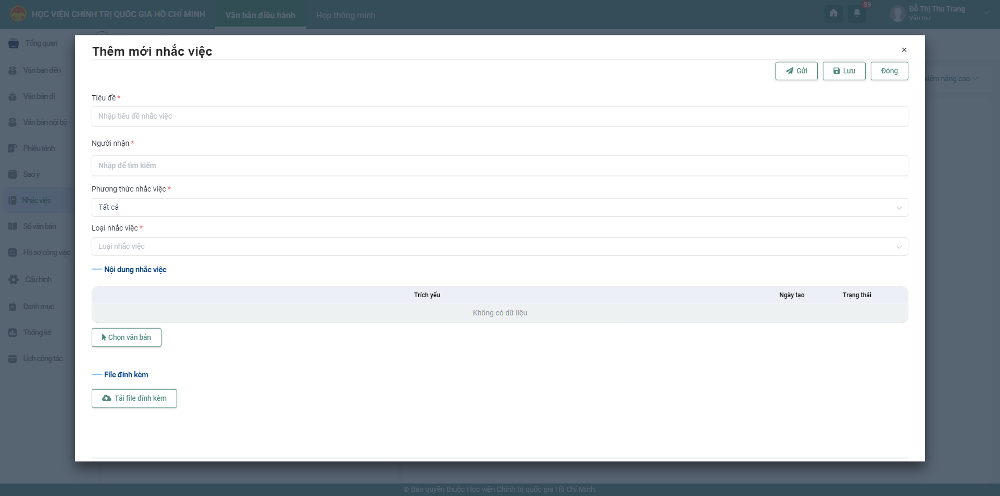 HỌC VIỆN CHÍNH TRỊ QUỐC GIA HỒ CHÍ MINH
Văn bản điều hành
Họp thông minh
59
Đỗ Thị Thu Trang
Văn thư
Tổng quan
Văn bản đến
Văn bản đi
Văn bản nội bộ
Phiếu trình
Sao y
Nhắc việc
Sổ văn bản
Hồ sơ công việc
Cấu hình
Danh mục
Thống kê
Lịch công tác
kiếm nâng cao
Thêm mới nhắc việc
Gửi
Lưu
Đóng
Tiêu đề *
Nhập tiêu đề nhắc việc
Người nhận *
Nhập để tìm kiếm
Phương thức nhắc việc *
Tất cả
Loại nhắc việc *
Loại nhắc việc
Nội dung nhắc việc
Trích yếu Ngày tạo Trạng thái
Không có dữ liệu
Chọn văn bản
File đính kèm
Tải file đính kèm
© Bản quyền thuộc Học viện Chính trị quốc gia Hồ Chí Minh.